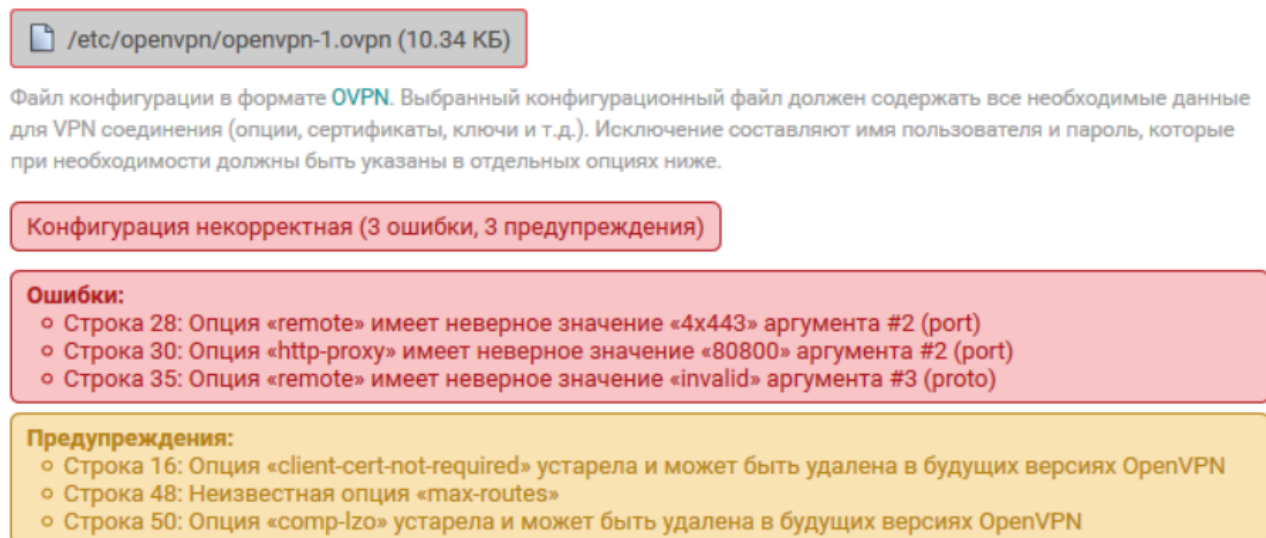 /etc/openvpn/openvpn-1.ovpn (10.34 КБ)
Файл конфигурации в формате OVPN. Выбранный конфигурационный файл должен содержать все необходимые данные
для VPN соединения (опции, сертификаты, ключи и т.д.). Исключение составляют имя пользователя и пароль, которые
при необходимости должны быть указаны в отдельных опциях ниже.
Конфигурация некорректная (3 ошибки, 3 предупреждения)
Ошибки:
Строка 28: Опция «remote» имеет неверное значение «4x443» аргумента #2 (port)
Строка 30: Опция «http-proxy» имеет неверное значение «80800» аргумента #2 (port)
Строка 35: Опция «remote» имеет неверное значение «invalid» аргумента #3 (proto)
Предупреждения:
Строка 16: Опция «client-cert-not-required» устарела и может быть удалена в будущих версиях OpenVPN
Строка 48: Неизвестная опция «max-routes»
Строка 50: Опция «comp-lzo» устарела и может быть удалена в будущих версиях OpenVPN